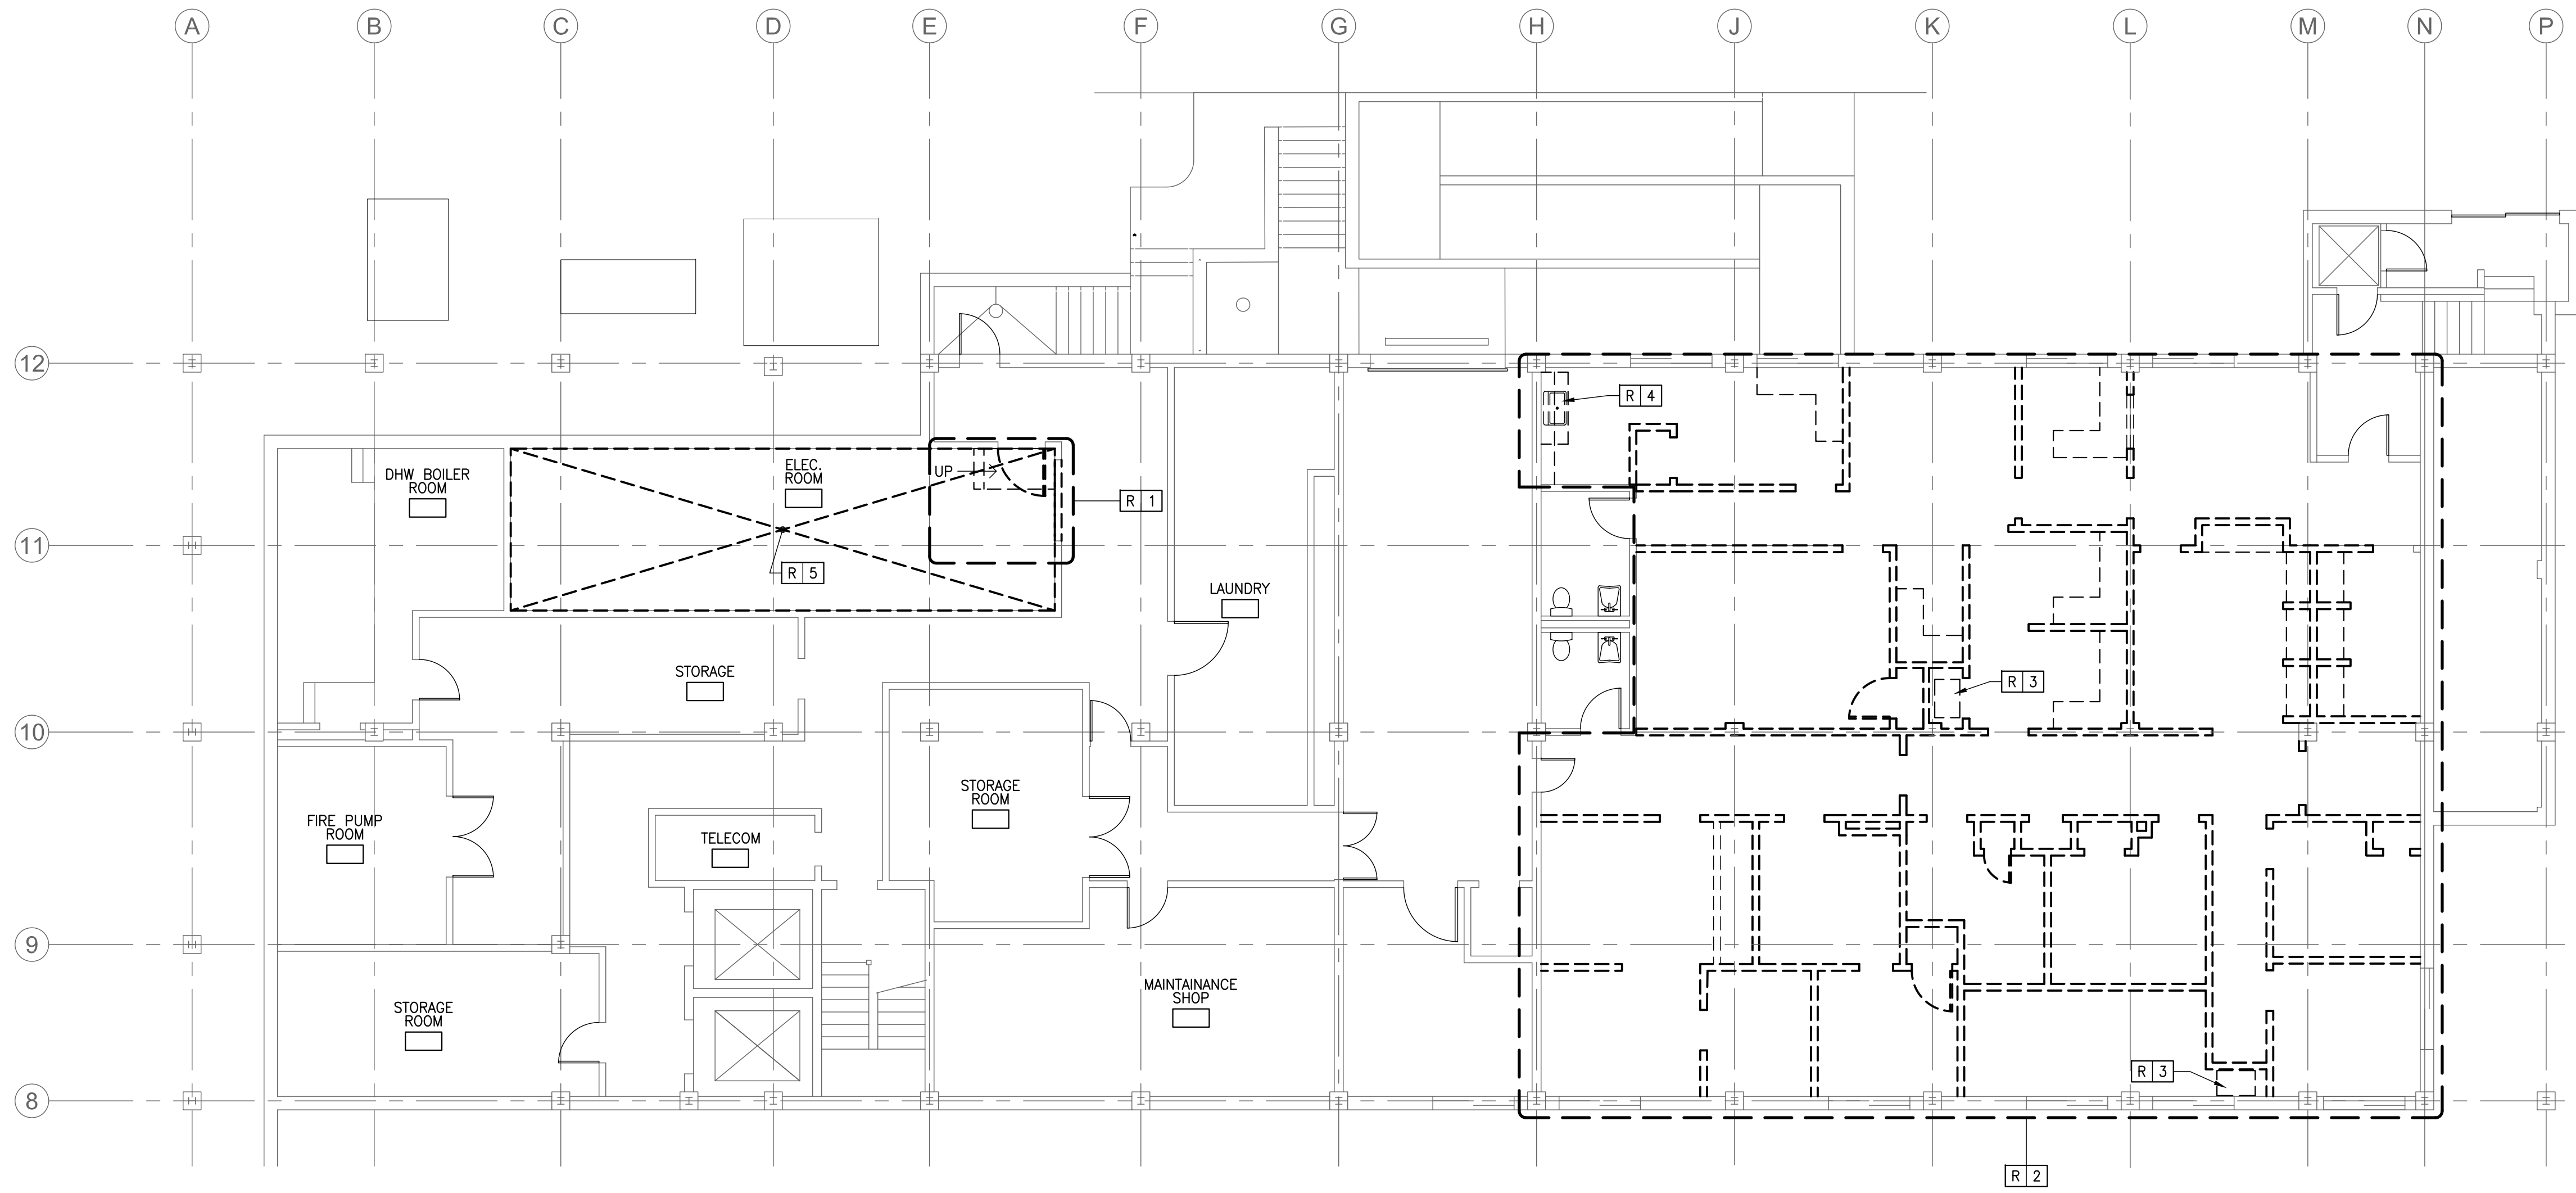 A B C D E F G H J K L M N P
12
R 4
DHW BOILER
ROOM
ELEC.
ROOM
UP
R 1
11
R 5
LAUNDRY
STORAGE
R 3
10
STORAGE
ROOM
FIRE PUMP
ROOM
TELECOM
9
MAINTAINANCE
SHOP
STORAGE
ROOM
R 3
8
R 2